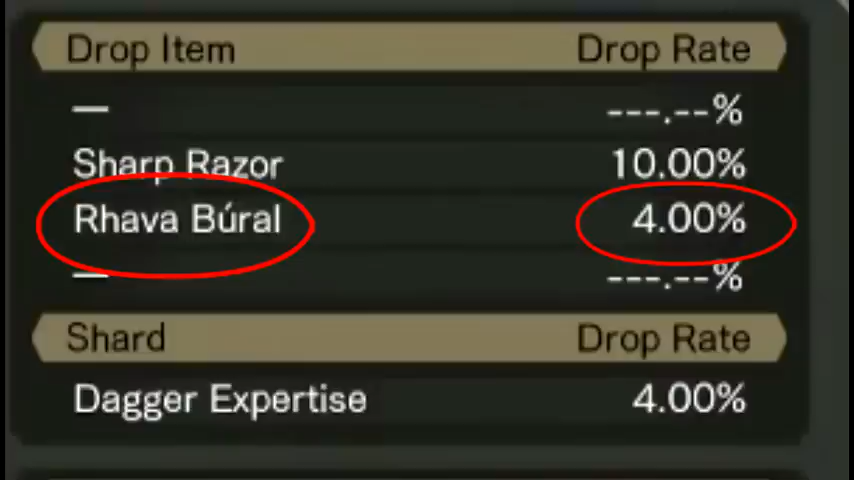 Drop Item Drop Rate
— ---.--%
Sharp Razor 10.00%
Rhava Búral 4.00%
— ---.--%
Shard Drop Rate
Dagger Expertise 4.00%